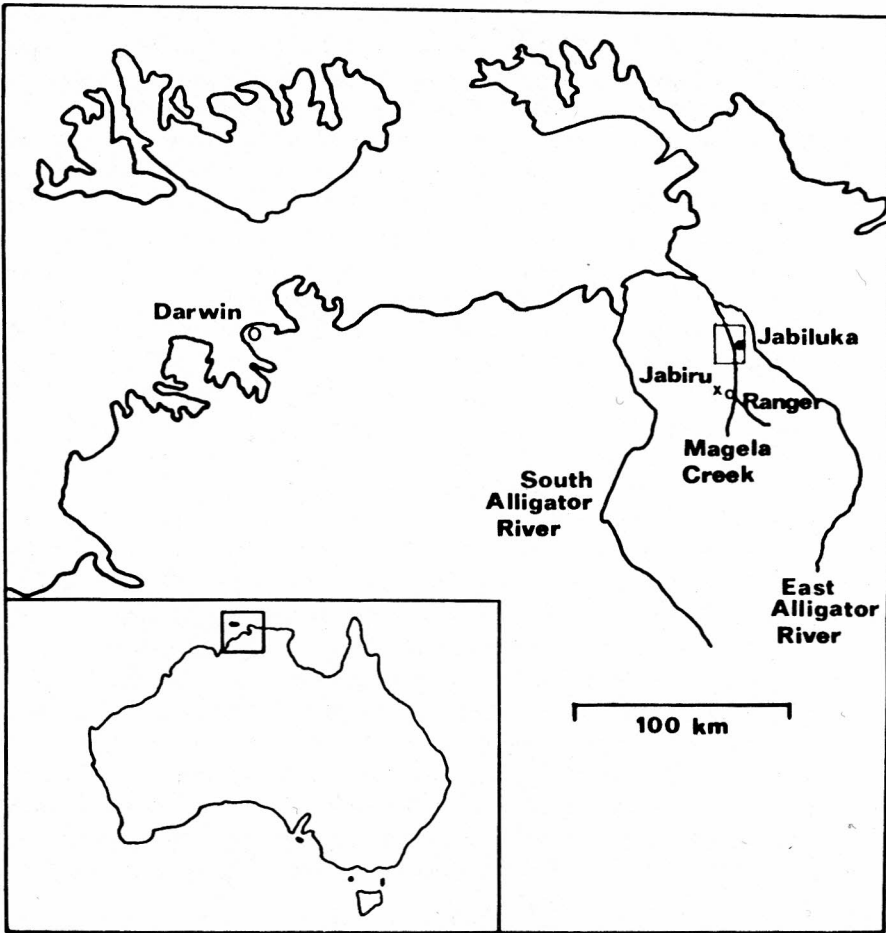 Darwin
Jabiluka
Jabiru x
Ranger
Magela
Creek
South
Alligator
River
East
Alligator
River
100 km